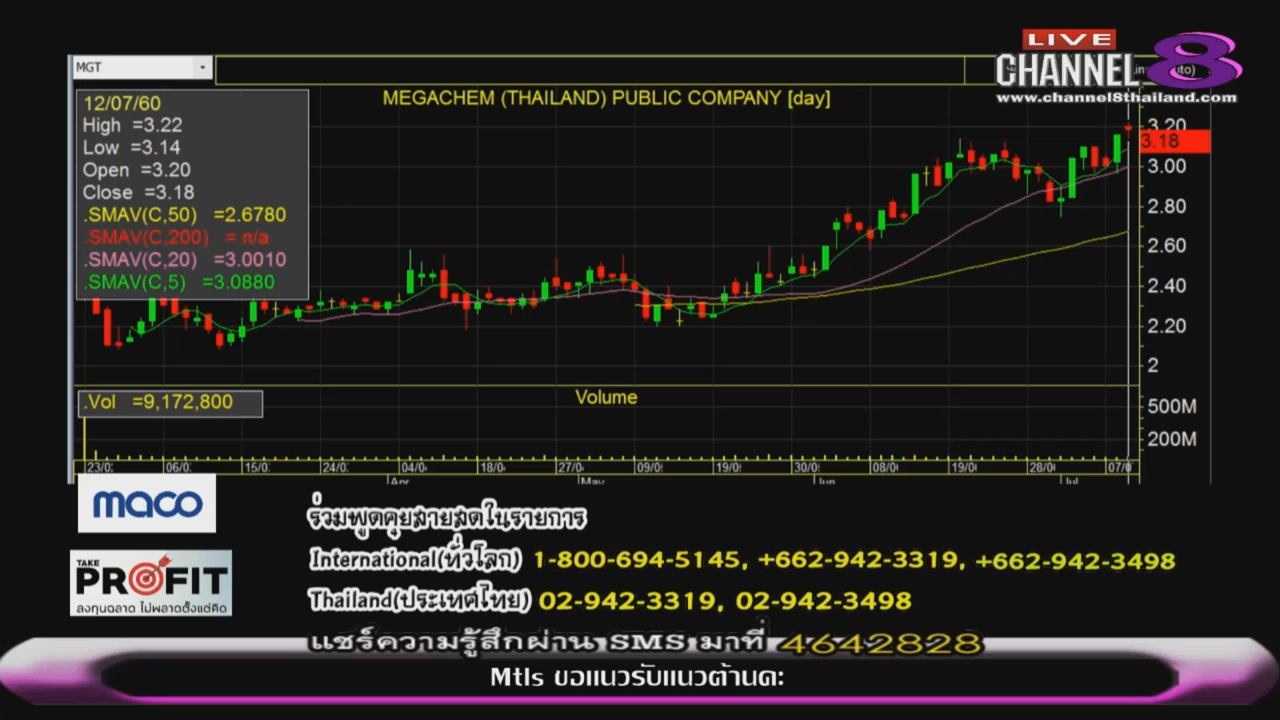 MGT
LIVE
CHANNEL 8
www.channel8thailand.com
MEGACHEM (THAILAND) PUBLIC COMPANY [day]
12/07/60
High =3.22
Low =3.14
Open =3.20
Close =3.18
.SMAV(C,50) =2.6780
.SMAV(C,200) = n/a
.SMAV(C,20) =3.0010
.SMAV(C,5) =3.0880
3.20
3.18
3.00
2.80
2.60
2.40
2.20
2
.Vol =9,172,800
Volume
500M
200M
23/0 06/0 15/0 24/0 04/0 18/0 27/0 09/0 19/0 30/0 08/0 19/0 28/0 07/0
Apr May Jun Jul
maco
ร่วมพูดคุยสายสดในรายการ
International(ทั่วโลก) 1-800-694-5145, +662-942-3319, +662-942-3498
TAKE
PROFIT
ลงทุนฉลาด ไม่พลาดตั้งแต่คิด
Thailand(ประเทศไทย) 02-942-3319, 02-942-3498
แชร์ความรู้สึกผ่าน SMS มาที่ 4642828
Mtls ขอแนวรับแนวต้านคะ